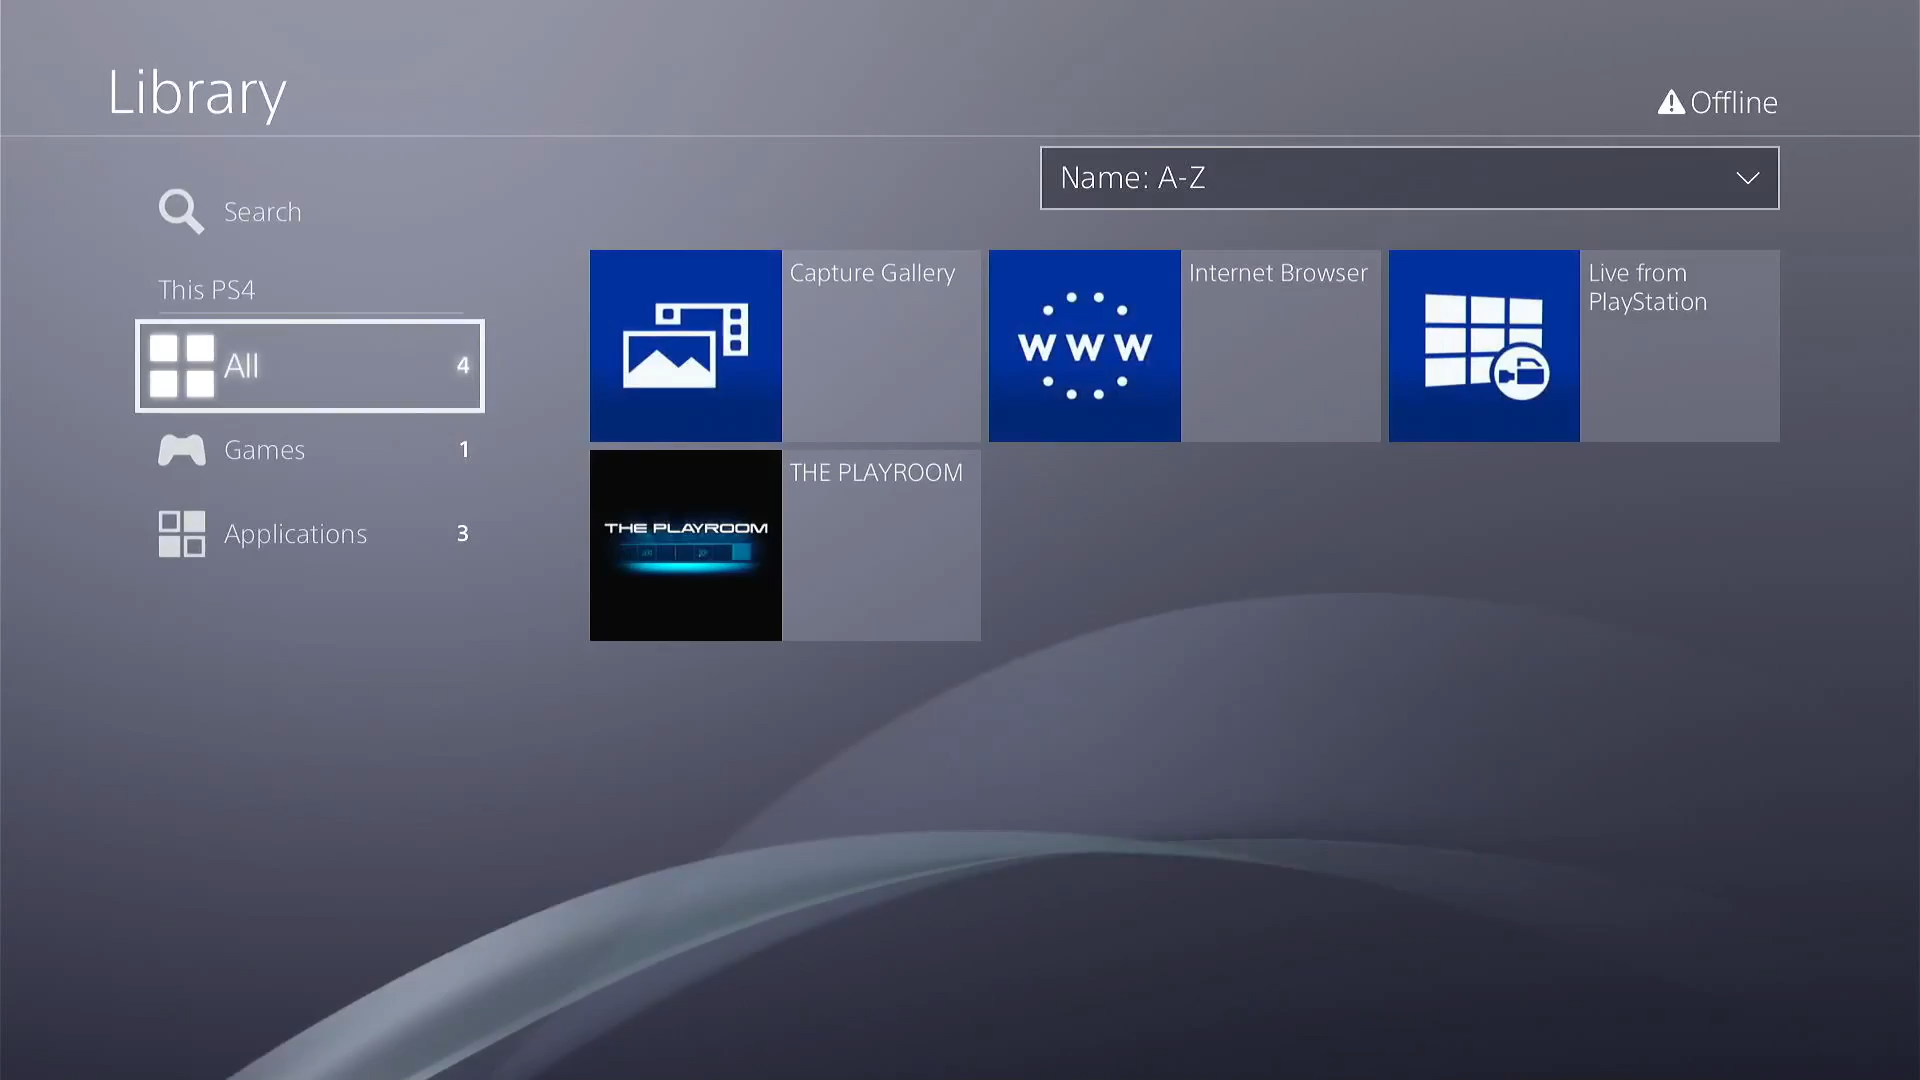 Library
Offline
Name: A-Z
Search
This PS4
All 4
Games 1
Applications 3
Capture Gallery
WWW
Internet Browser
Live from
PlayStation
THE PLAYROOM
THE PLAYROOM